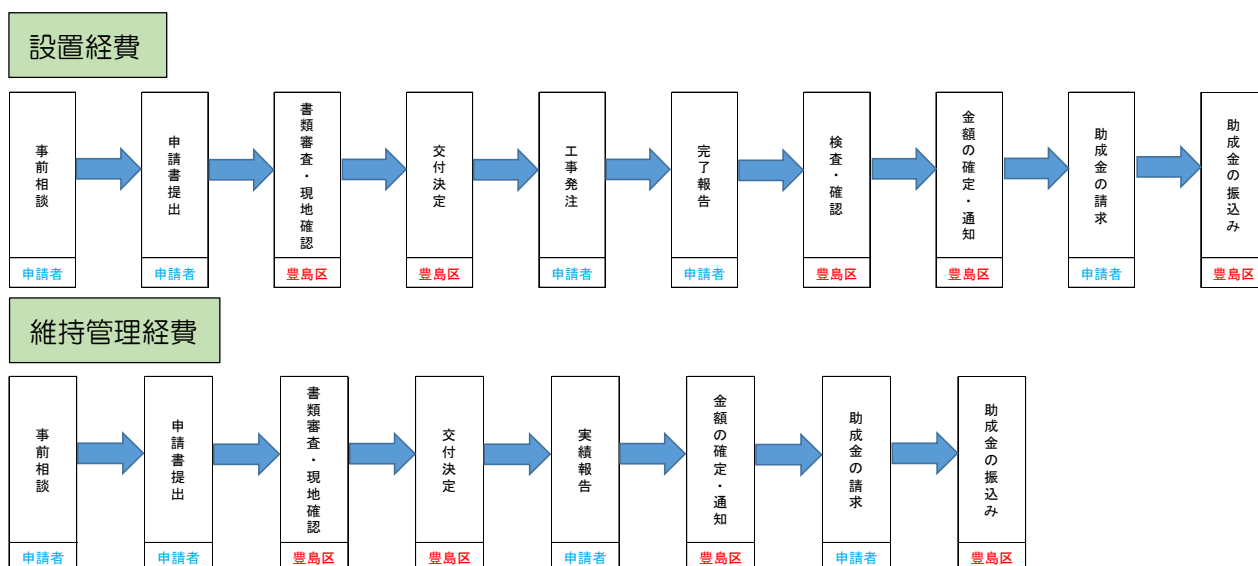 設置経費
事前相談
申請者
申請書提出
申請者
書類審査・現地確認
豊島区
交付決定
豊島区
工事発注
申請者
完了報告
申請者
検査・確認
豊島区
金額の確定・通知
豊島区
助成金の請求
申請者
助成金の振込み
豊島区
維持管理経費
事前相談
申請者
申請書提出
申請者
書類審査・現地確認
豊島区
交付決定
豊島区
実績報告
申請者
金額の確定・通知
豊島区
助成金の請求
申請者
助成金の振込み
豊島区